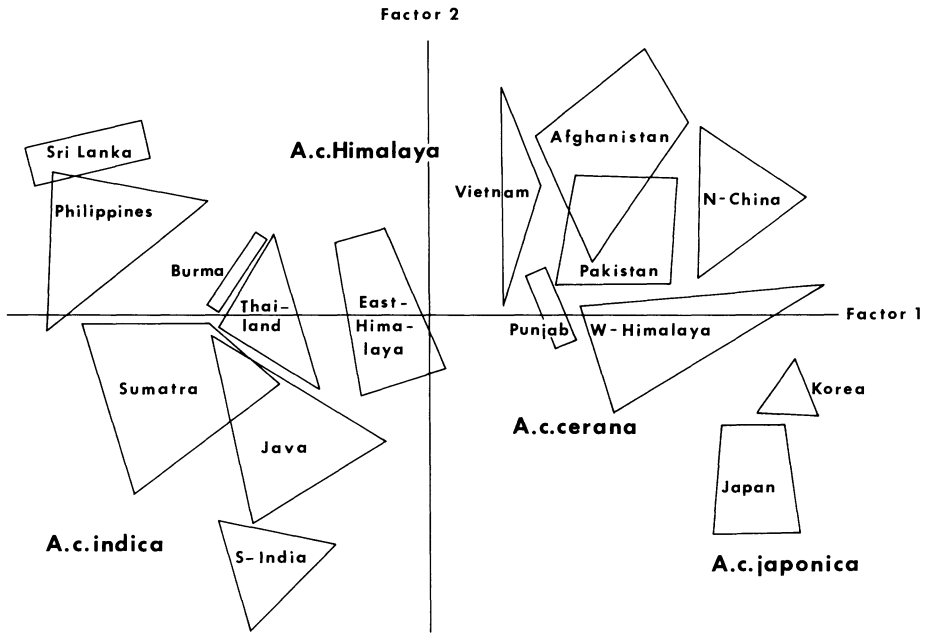 Factor 2
Sri Lanka
A.c.Himalaya
Afghanistan
Philippines
Vietnam
N-China
Burma
Pakistan
Thai-
land
East-
Hima-
laya
Punjab
W-Himalaya
Factor 1
Sumatra
Korea
A.c.cerana
Java
Japan
A.c.indica
S-India
A.c.japonica